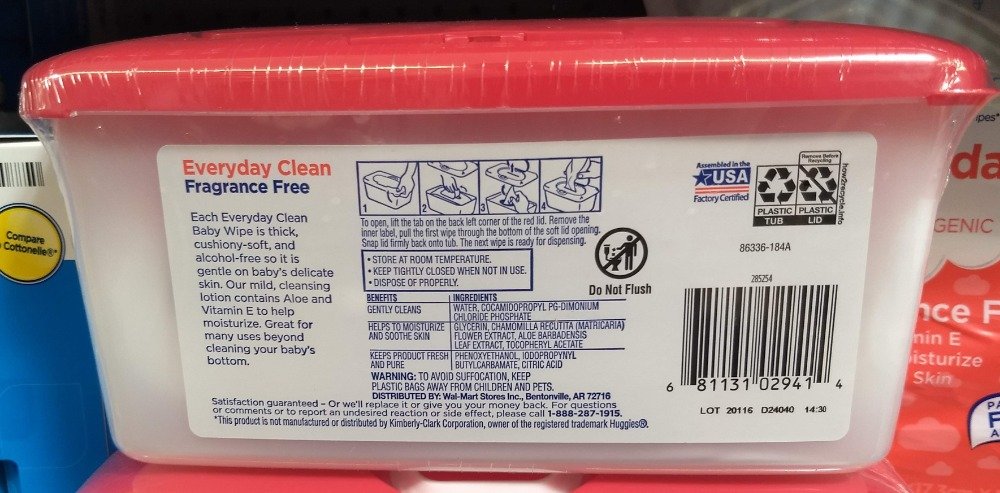 Everyday Clean
Fragrance Free
Each Everyday Clean
Baby Wipe is thick,
cushiony-soft, and
alcohol-free so it is
gentle on baby's delicate
skin. Our mild, cleansing
lotion contains Aloe and
Vitamin E to help
moisturize. Great for
many uses beyond
cleaning your baby's
bottom.
1 2 3 4
To open, lift the tab on the back left corner of the red lid. Remove the
inner label, pull the first wipe through the bottom of the soft lid opening.
Snap lid firmly back onto tub. The next wipe is ready for dispensing.
• STORE AT ROOM TEMPERATURE.
• KEEP TIGHTLY CLOSED WHEN NOT IN USE.
• DISPOSE OF PROPERLY.
Do Not Flush
BENEFITS INGREDIENTS
GENTLY CLEANS WATER, COCAMIDOPROPYL PG-DIMONIUM
CHLORIDE PHOSPHATE
HELPS TO MOISTURIZE GLYCERIN, CHAMOMILLA RECUTITA (MATRICARIA)
AND SOOTHE SKIN FLOWER EXTRACT, ALOE BARBADENSIS
LEAF EXTRACT, TOCOPHERYL ACETATE
KEEPS PRODUCT FRESH PHENOXYETHANOL, IODOPROPYNYL
AND PURE BUTYLCARBAMATE, CITRIC ACID
WARNING: TO AVOID SUFFOCATION, KEEP
PLASTIC BAGS AWAY FROM CHILDREN AND PETS.
DISTRIBUTED BY: Wal-Mart Stores Inc., Bentonville, AR 72716
Satisfaction guaranteed – Or we'll replace it or give you your money back. For questions
or comments or to report an undesired reaction or side effect, please call 1-888-287-1915.
*This product is not manufactured or distributed by Kimberly-Clark Corporation, owner of the registered trademark Huggies®.
Assembled in the
USA
Factory Certified
Remove Before
Recycling
PLASTIC PLASTIC
TUB LID
how2recycle.info
86336-184A
285254
6 81131 02941 4
LOT 20116 D24040 14:30
Compare
Cottonelle®*
ipes*
da
GENIC
nce F
min E
isturize
Skin